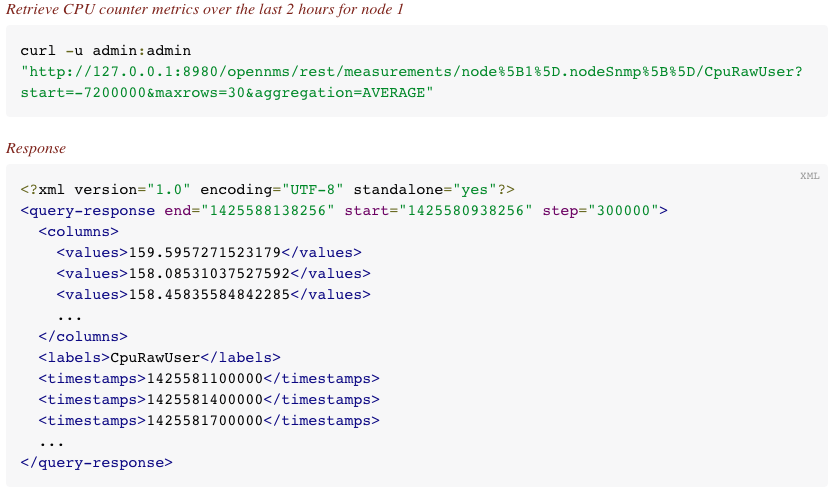 Retrieve CPU counter metrics over the last 2 hours for node 1
curl -u admin:admin
"http://127.0.0.1:8980/opennms/rest/measurements/node%5B1%5D.nodeSnmp%5B%5D/CpuRawUser?
start=-7200000&maxrows=30&aggregation=AVERAGE"
Response
XML
<?xml version="1.0" encoding="UTF-8" standalone="yes"?>
<query-response end="1425588138256" start="1425580938256" step="300000">
  <columns>
    <values>159.5957271523179</values>
    <values>158.08531037527592</values>
    <values>158.45835584842285</values>
    ...
  </columns>
  <labels>CpuRawUser</labels>
  <timestamps>1425581100000</timestamps>
  <timestamps>1425581400000</timestamps>
  <timestamps>1425581700000</timestamps>
  ...
</query-response>